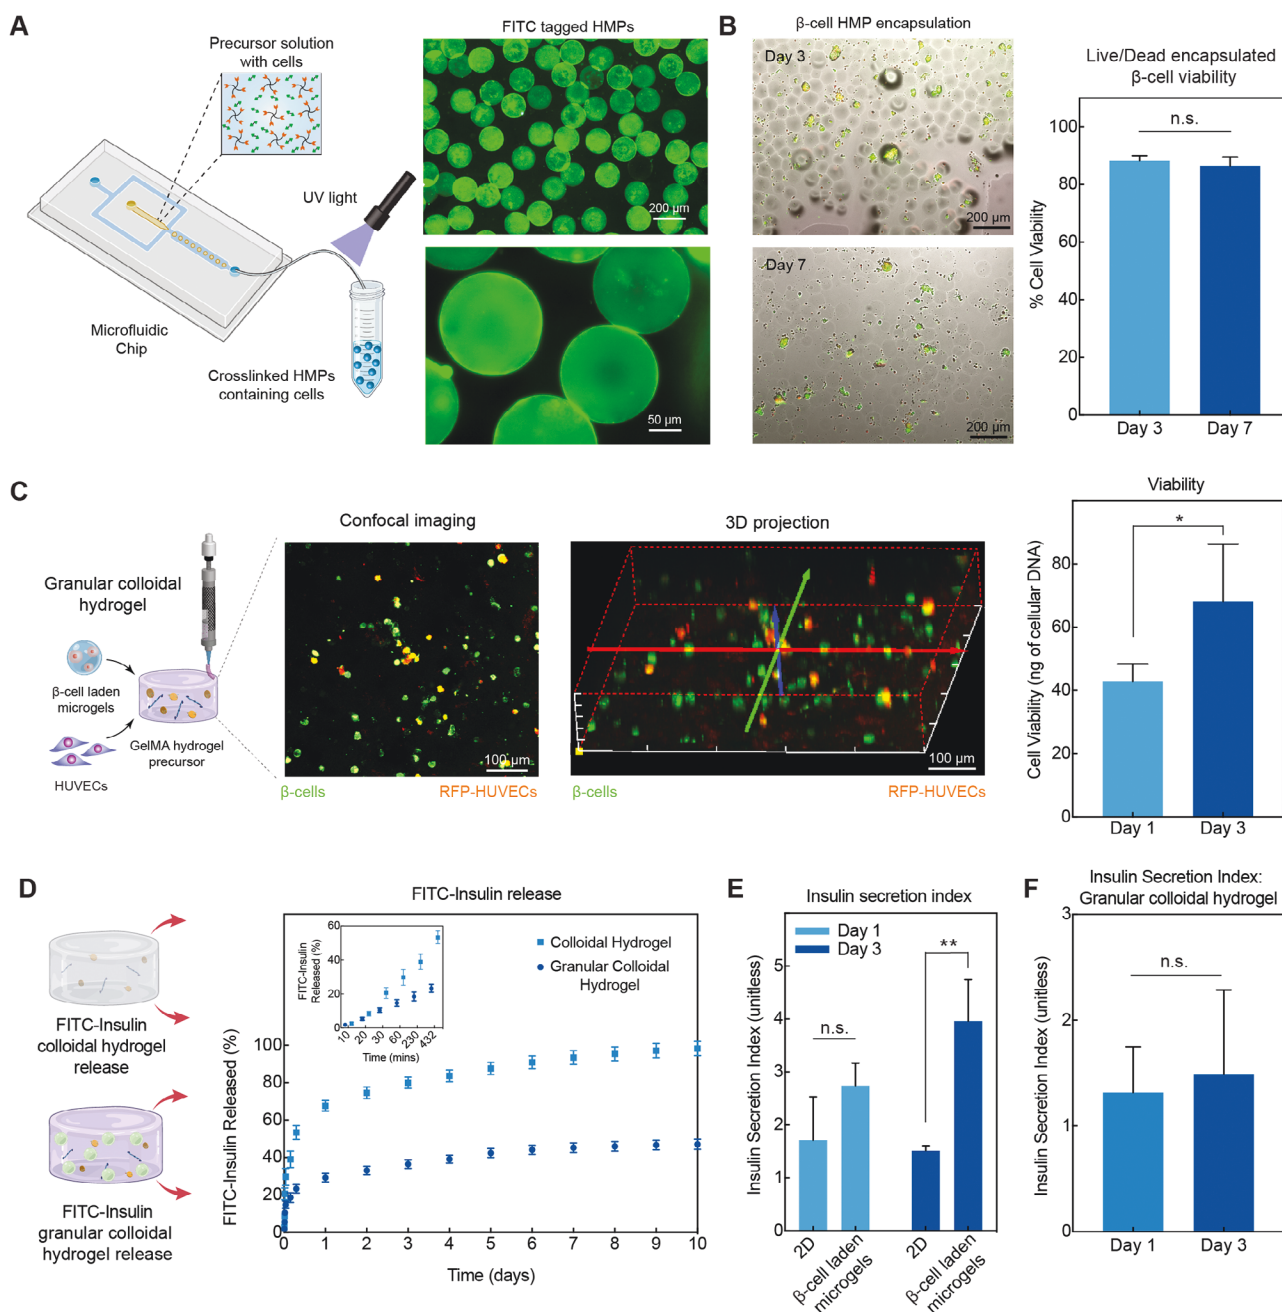 A
Precursor solution
with cells
UV light
Microfluidic
Chip
Crosslinked HMPs
containing cells
FITC tagged HMPs
200 µm
50 µm
B
β-cell HMP encapsulation
Day 3
200 µm
Day 7
200 µm
Live/Dead encapsulated
β-cell viability
n.s.
% Cell Viability
100
80
60
40
20
0
Day 3
Day 7
C
Granular colloidal
hydrogel
β-cell laden
microgels
HUVECs
GelMA hydrogel
precursor
Confocal imaging
100 µm
β-cells
RFP-HUVECs
3D projection
100 µm
β-cells
RFP-HUVECs
Viability
*
Cell Viability (ng of cellular DNA)
80
60
40
20
0
Day 1
Day 3
D
FITC-Insulin
colloidal hydrogel
release
FITC-Insulin
granular colloidal
hydrogel release
FITC-Insulin release
FITC-Insulin Released (%)
100
80
60
40
20
0
0
1
2
3
4
5
6
7
8
9
10
Time (days)
FITC-Insulin
Released (%)
60
40
20
0
10
20
30
60
230
432
Time (mins)
Colloidal Hydrogel
Granular Colloidal
Hydrogel
E
Insulin secretion index
Day 1
Day 3
n.s.
**
Insulin Secretion Index (unitless)
5
4
3
2
1
0
2D
β-cell laden
microgels
2D
β-cell laden
microgels
F
Insulin Secretion Index:
Granular colloidal hydrogel
n.s.
Insulin Secretion Index (unitless)
3
2
1
0
Day 1
Day 3